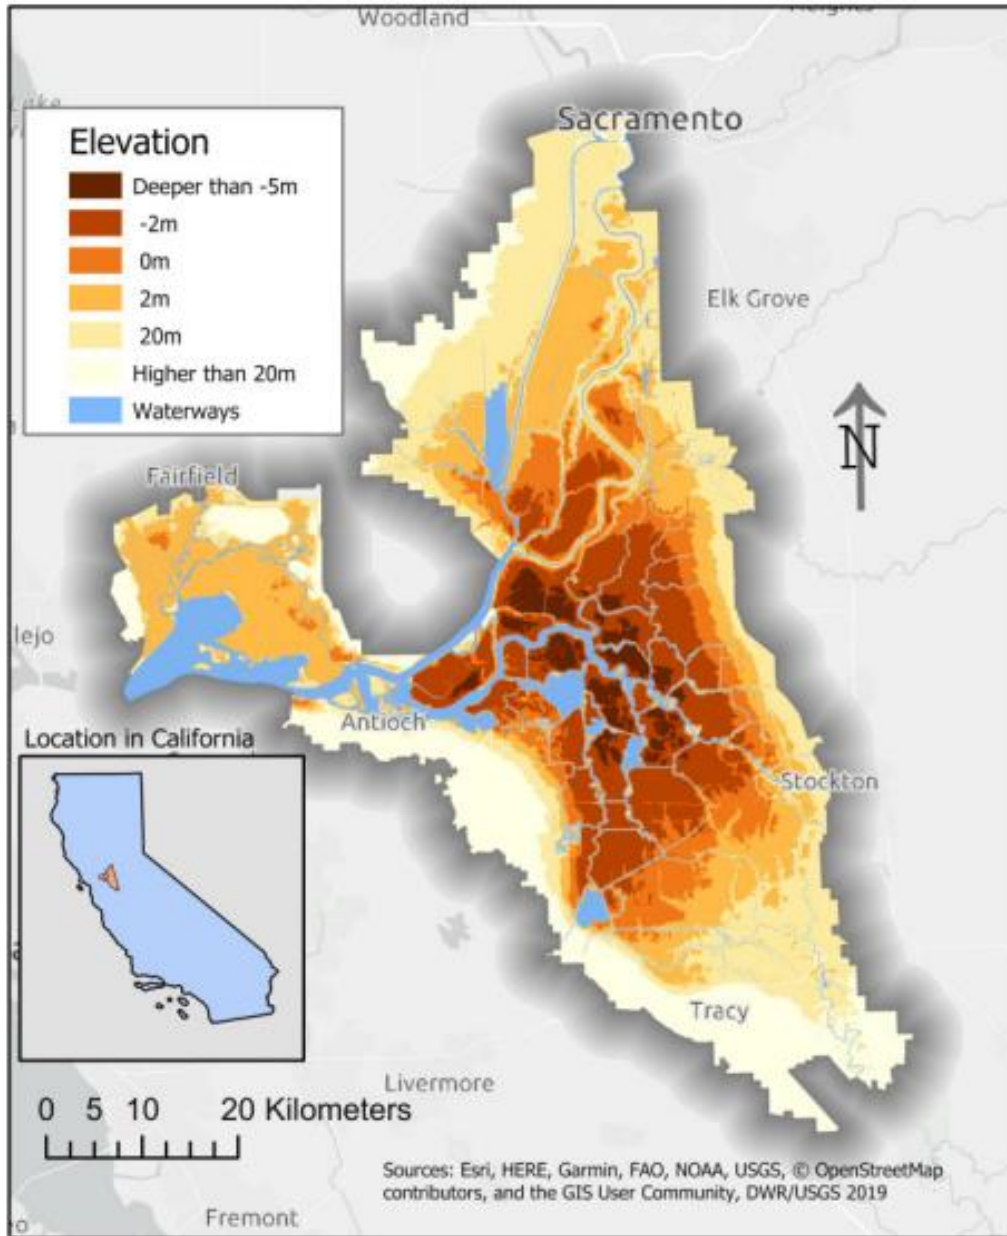 Woodland
Sacramento
Elevation
Deeper than -5m
-2m
0m
2m
20m
Higher than 20m
Waterways
Elk Grove
N
Fairfield
lejo
Antioch
Location in California
Stockton
Tracy
Livermore
0 5 10 20 Kilometers
Sources: Esri, HERE, Garmin, FAO, NOAA, USGS, © OpenStreetMap
contributors, and the GIS User Community, DWR/USGS 2019
Fremont